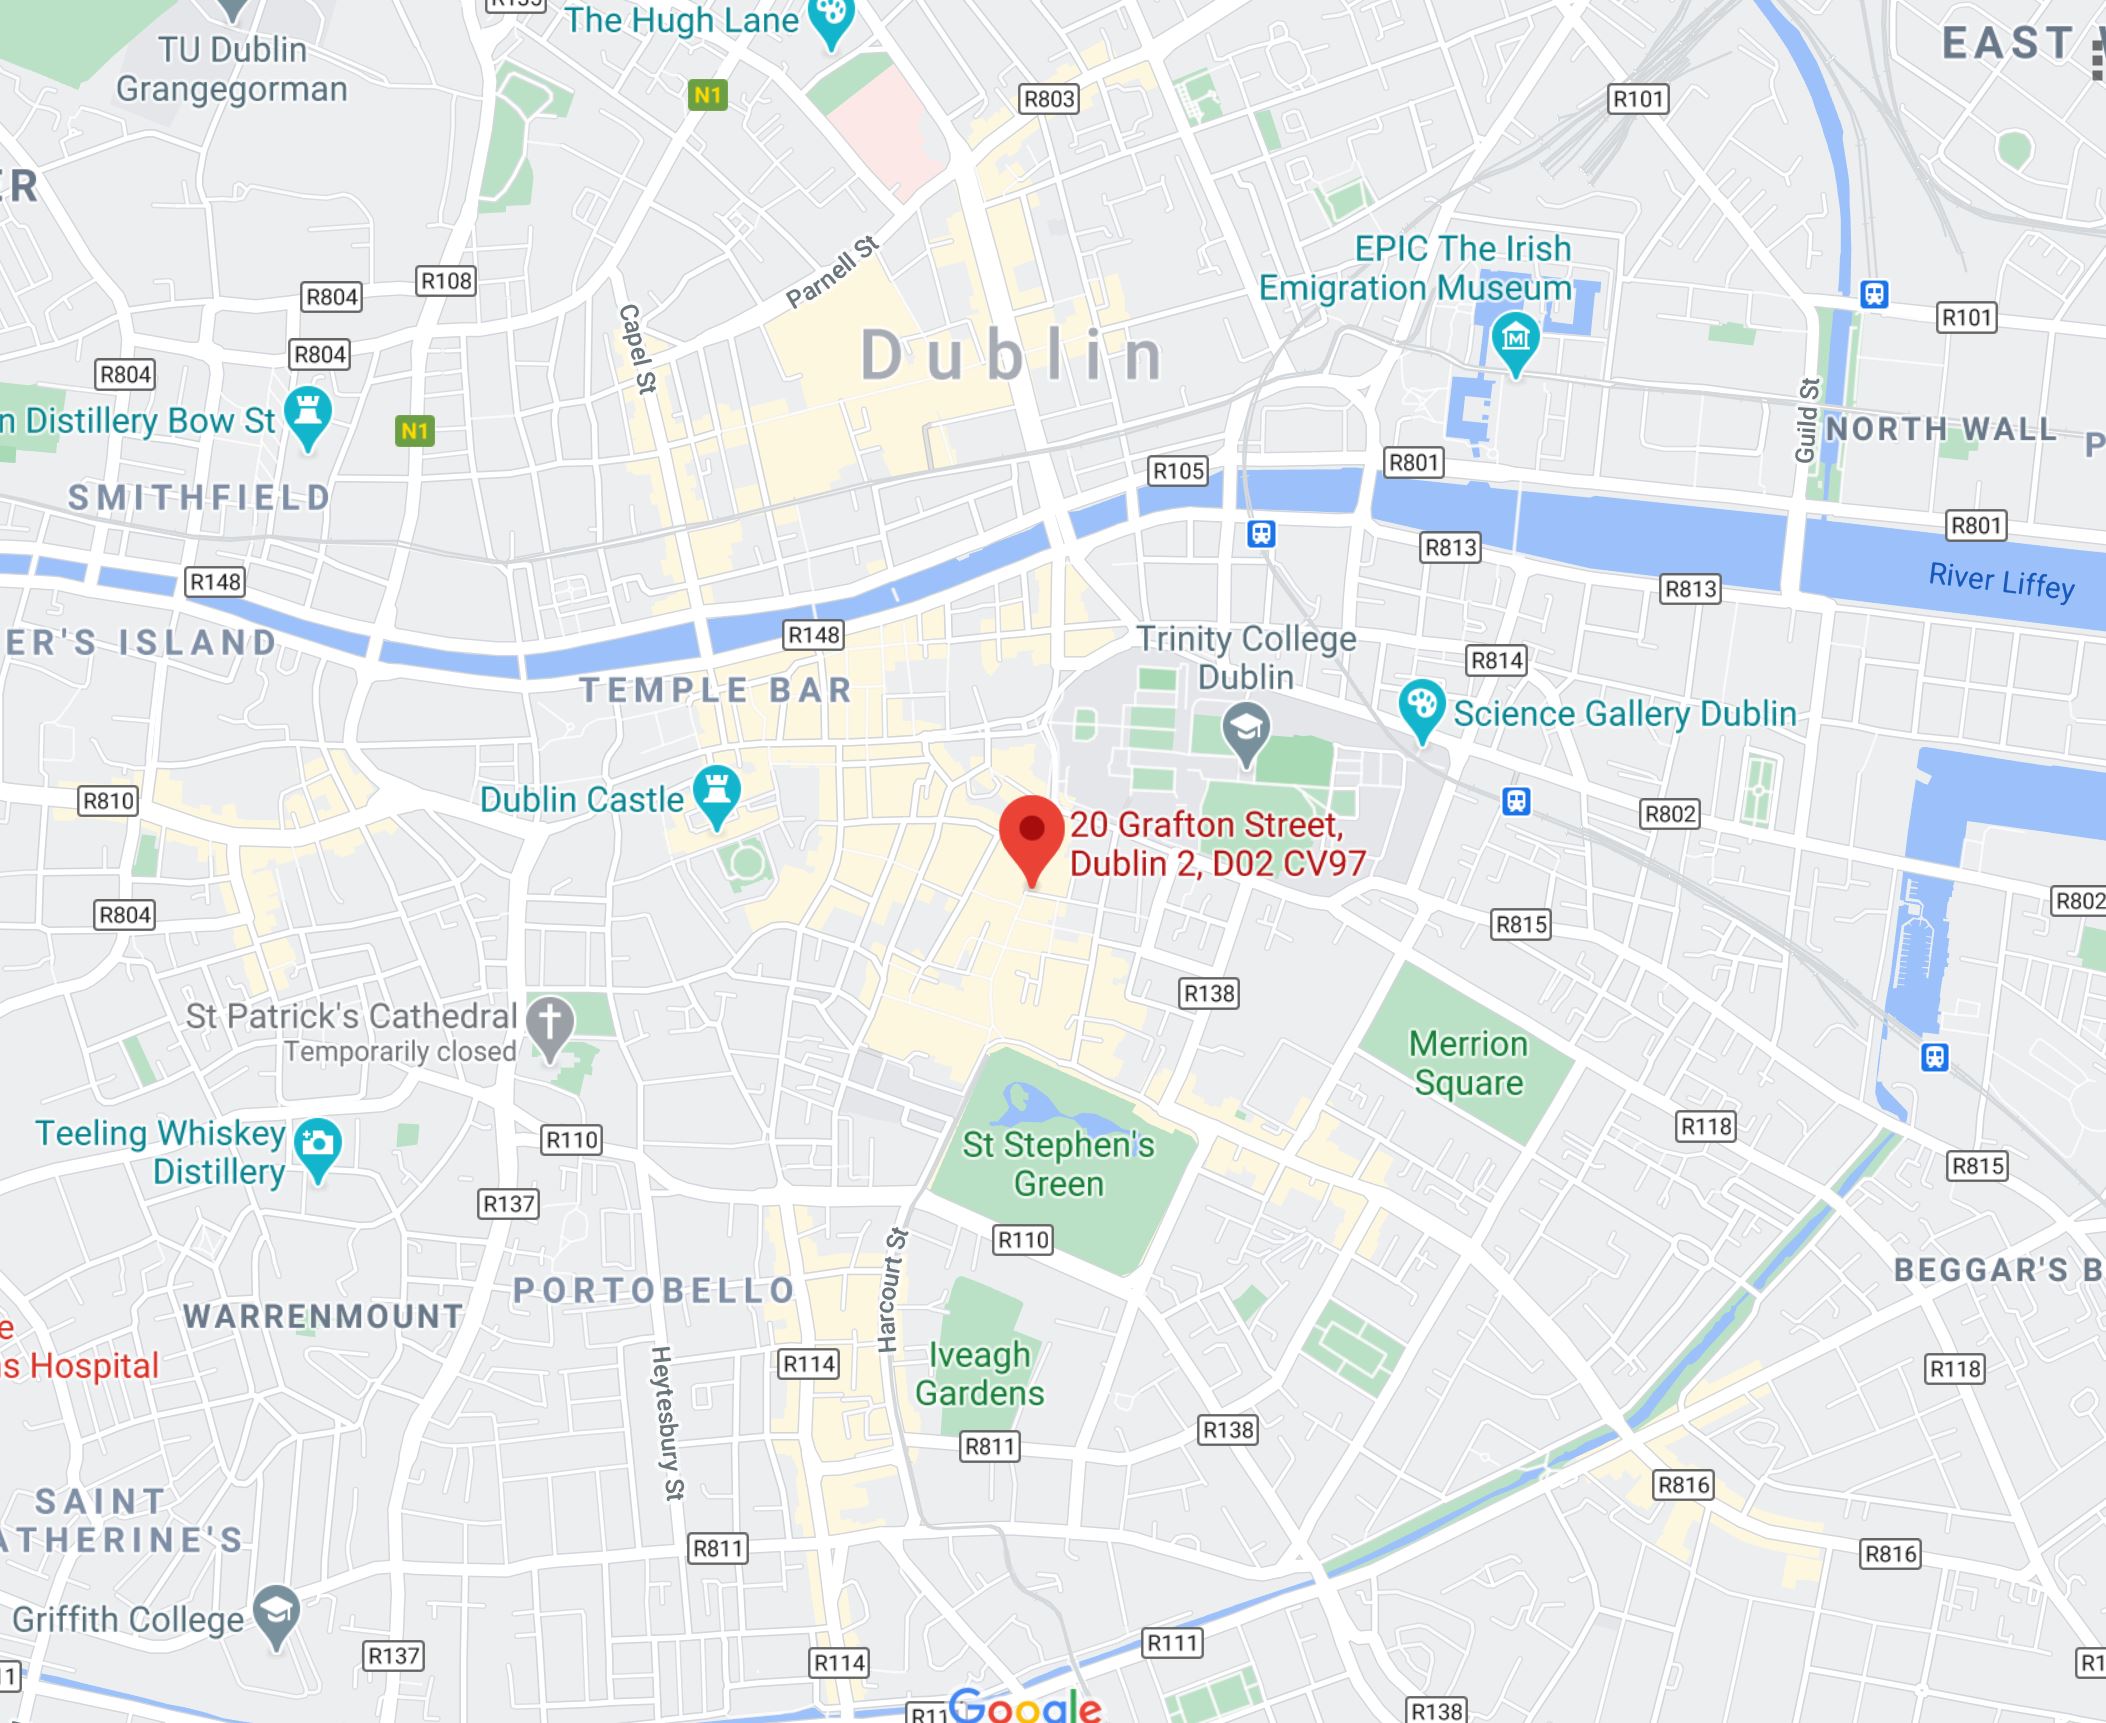 R135
The Hugh Lane
TU Dublin
Grangegorman
N1
R803
R101
EAST
ER
Parnell St
EPIC The Irish
Emigration Museum
R108
R804
R101
Capel St
Dublin
R804
R804
Guild St
NORTH WALL
P
n Distillery Bow St
N1
R105
R801
SMITHFIELD
R801
R813
R148
R813
River Liffey
ER'S ISLAND
R148
Trinity College
Dublin
R814
TEMPLE BAR
Science Gallery Dublin
Dublin Castle
R810
R802
20 Grafton Street,
Dublin 2, D02 CV97
R802
R804
R815
R138
St Patrick's Cathedral
Temporarily closed
Merrion
Square
Teeling Whiskey
Distillery
R110
St Stephen's
Green
R118
R815
R137
R110
Harcourt St
BEGGAR'S B
PORTOBELLO
WARRENMOUNT
e
s Hospital
Heytesbury St
R114
Iveagh
Gardens
R118
R138
R811
R816
SAINT
ATHERINE'S
R811
R816
Griffith College
R137
R114
R111
11
R1
R11
Google
R138